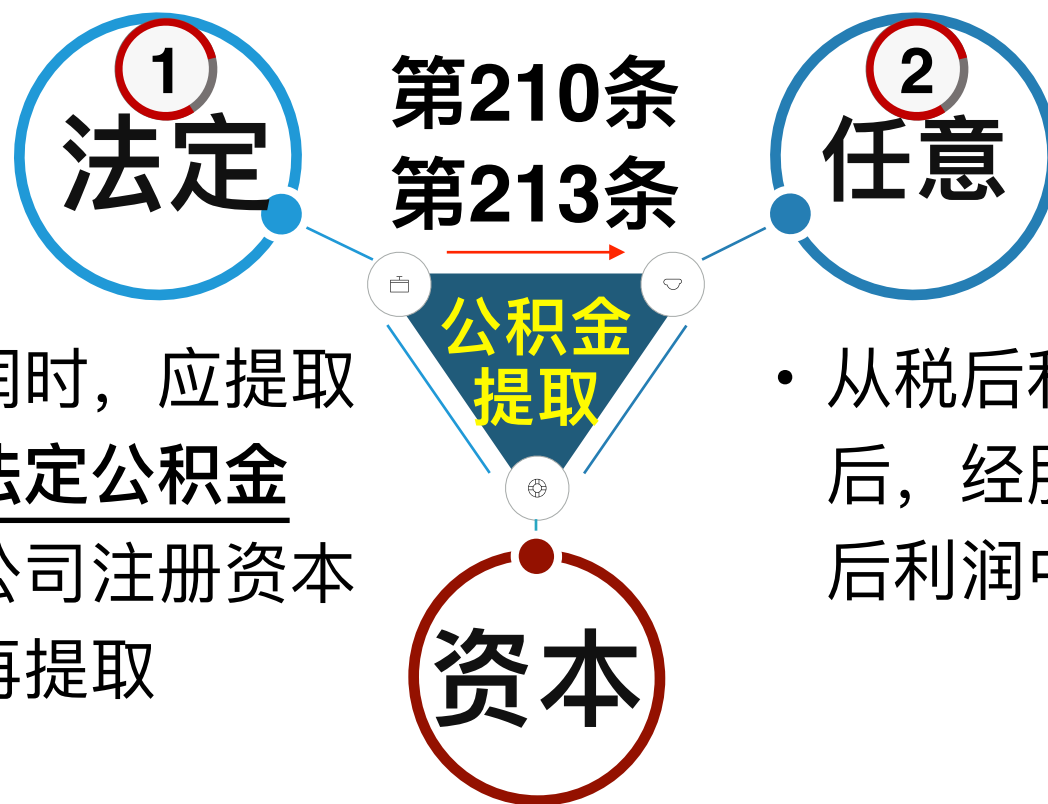 1
法定
第210条
第213条
2
任意
公积金
提取
时，应提取
定公积金
公司注册资本
再提取
• 从税后
后，经
后利润
资本